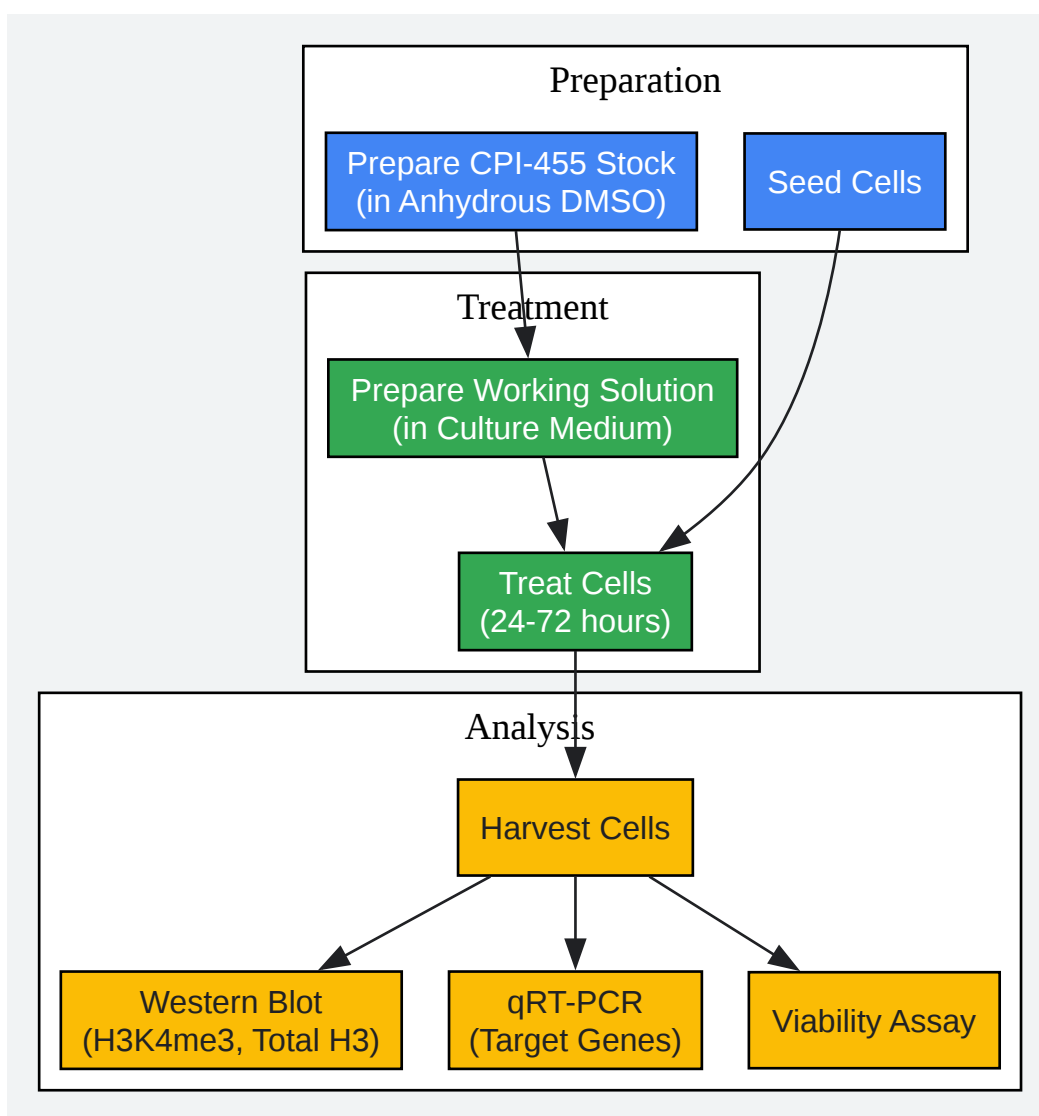 Preparation
Prepare CPI-455 Stock
(in Anhydrous DMSO)
Seed Cells
Treatment
Prepare Working Solution
(in Culture Medium)
Treat Cells
(24-72 hours)
Analysis
Harvest Cells
Western Blot
(H3K4me3, Total H3)
qRT-PCR
(Target Genes)
Viability Assay